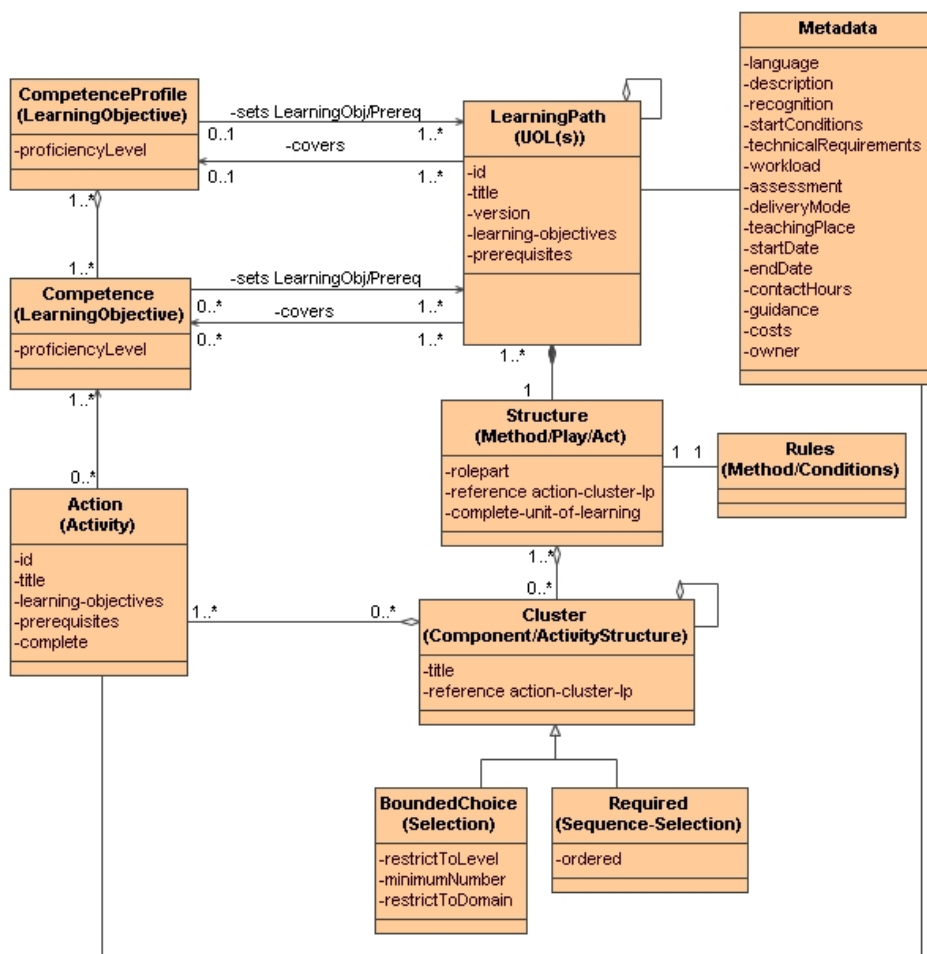 Metadata
-language
-description
-recognition
-startConditions
-technicalRequirements
-workload
-assessment
-deliveryMode
-teachingPlace
-startDate
-endDate
-contactHours
-guidance
-costs
-owner
CompetenceProfile
(LearningObjective)
-proficiencyLevel
-sets LearningObj/Prereq
0..1
1..*
-covers
0..1
1..*
LearningPath
(UOL(s))
-id
-title
-version
-learning-objectives
-prerequisites
1..*
1..*
Competence
(LearningObjective)
-proficiencyLevel
-sets LearningObj/Prereq
0..*
1..*
-covers
0..*
1..*
1..*
1
Structure
(Method/Play/Act)
-rolepart
-reference action-cluster-lp
-complete-unit-of-learning
1 1
Rules
(Method/Conditions)
1..*
0..*
Action
(Activity)
-id
-title
-learning-objectives
-prerequisites
-complete
1..*
0..*
1..*
0..*
Cluster
(Component/ActivityStructure)
-title
-reference action-cluster-lp
BoundedChoice
(Selection)
-restrictToLevel
-minimumNumber
-restrictToDomain
Required
(Sequence-Selection)
-ordered